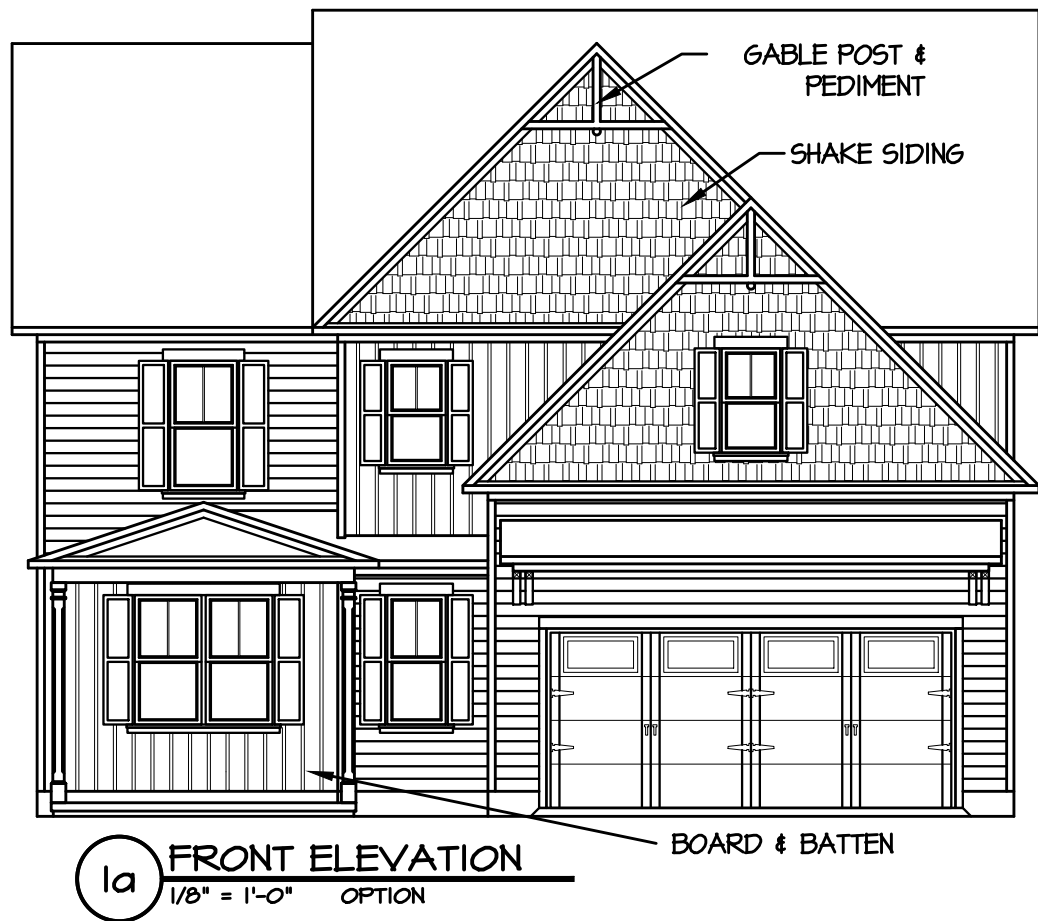 GABLE POST &
PEDIMENT
SHAKE SIDING
BOARD & BATTEN
1a
FRONT ELEVATION
1/8" = 1'-0" OPTION